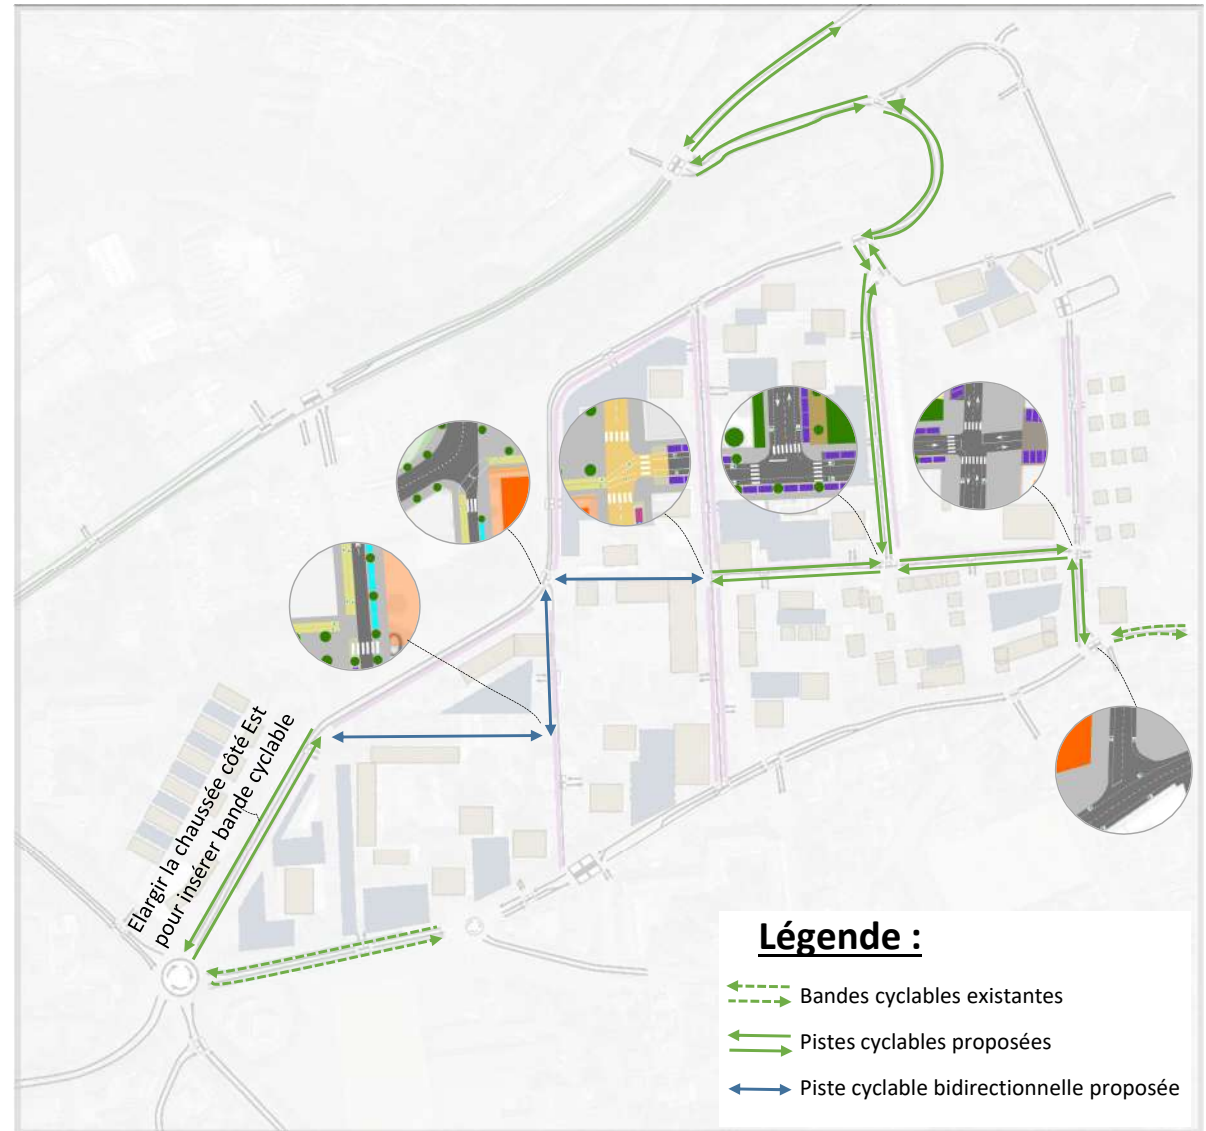 Elargir la chaussée côté Est
pour insérer bande cyclable
Légende :
Bandes cyclables existantes
Pistes cyclables proposées
Piste cyclable bidirectionnelle proposée